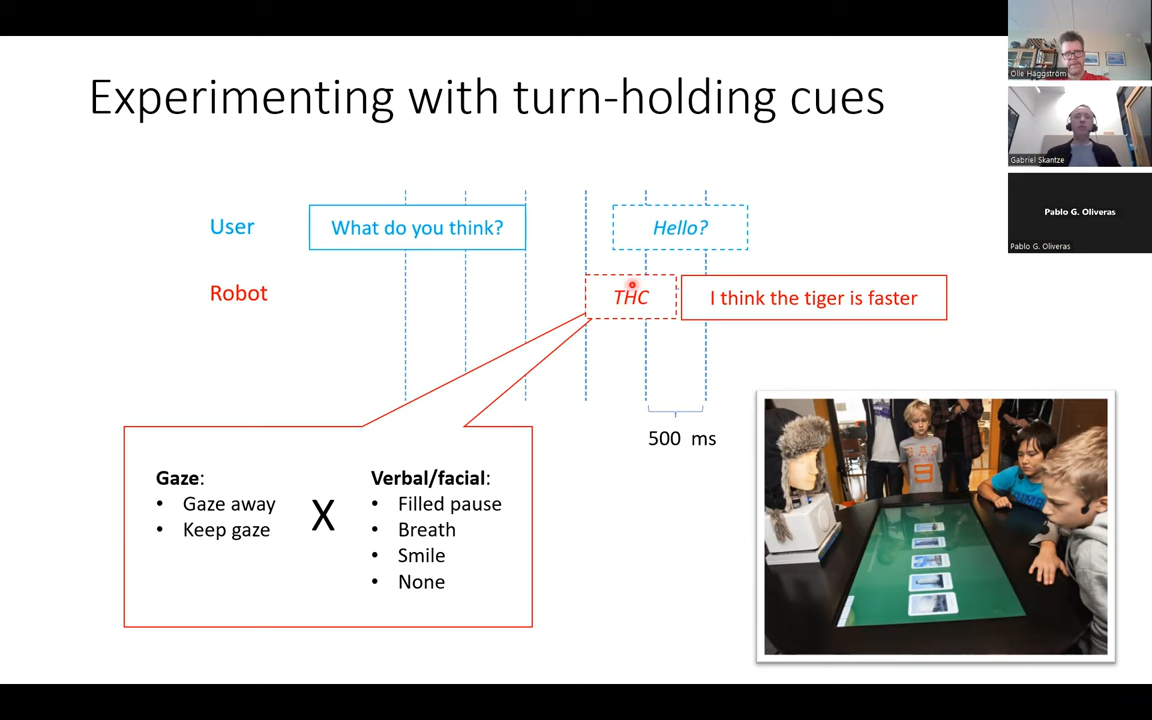 Experimenting with turn-holding cues
User
What do you think?
Hello?
Robot
THC
I think the tiger is faster
500 ms
Gaze:
• Gaze away
• Keep gaze
X
Verbal/facial:
• Filled pause
• Breath
• Smile
• None
Olle Häggström
Gabriel Skantze
Pablo G. Oliveras
Pablo G. Oliveras